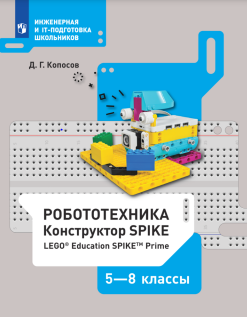 ИНЖЕНЕРНАЯ
И IT-ПОДГОТОВКА
ШКОЛЬНИКОВ
Д. Г. Копосов
РОБОТОТЕХНИКА
Конструктор SPIKE
LEGO® Education SPIKE™ Prime
5—8 классы